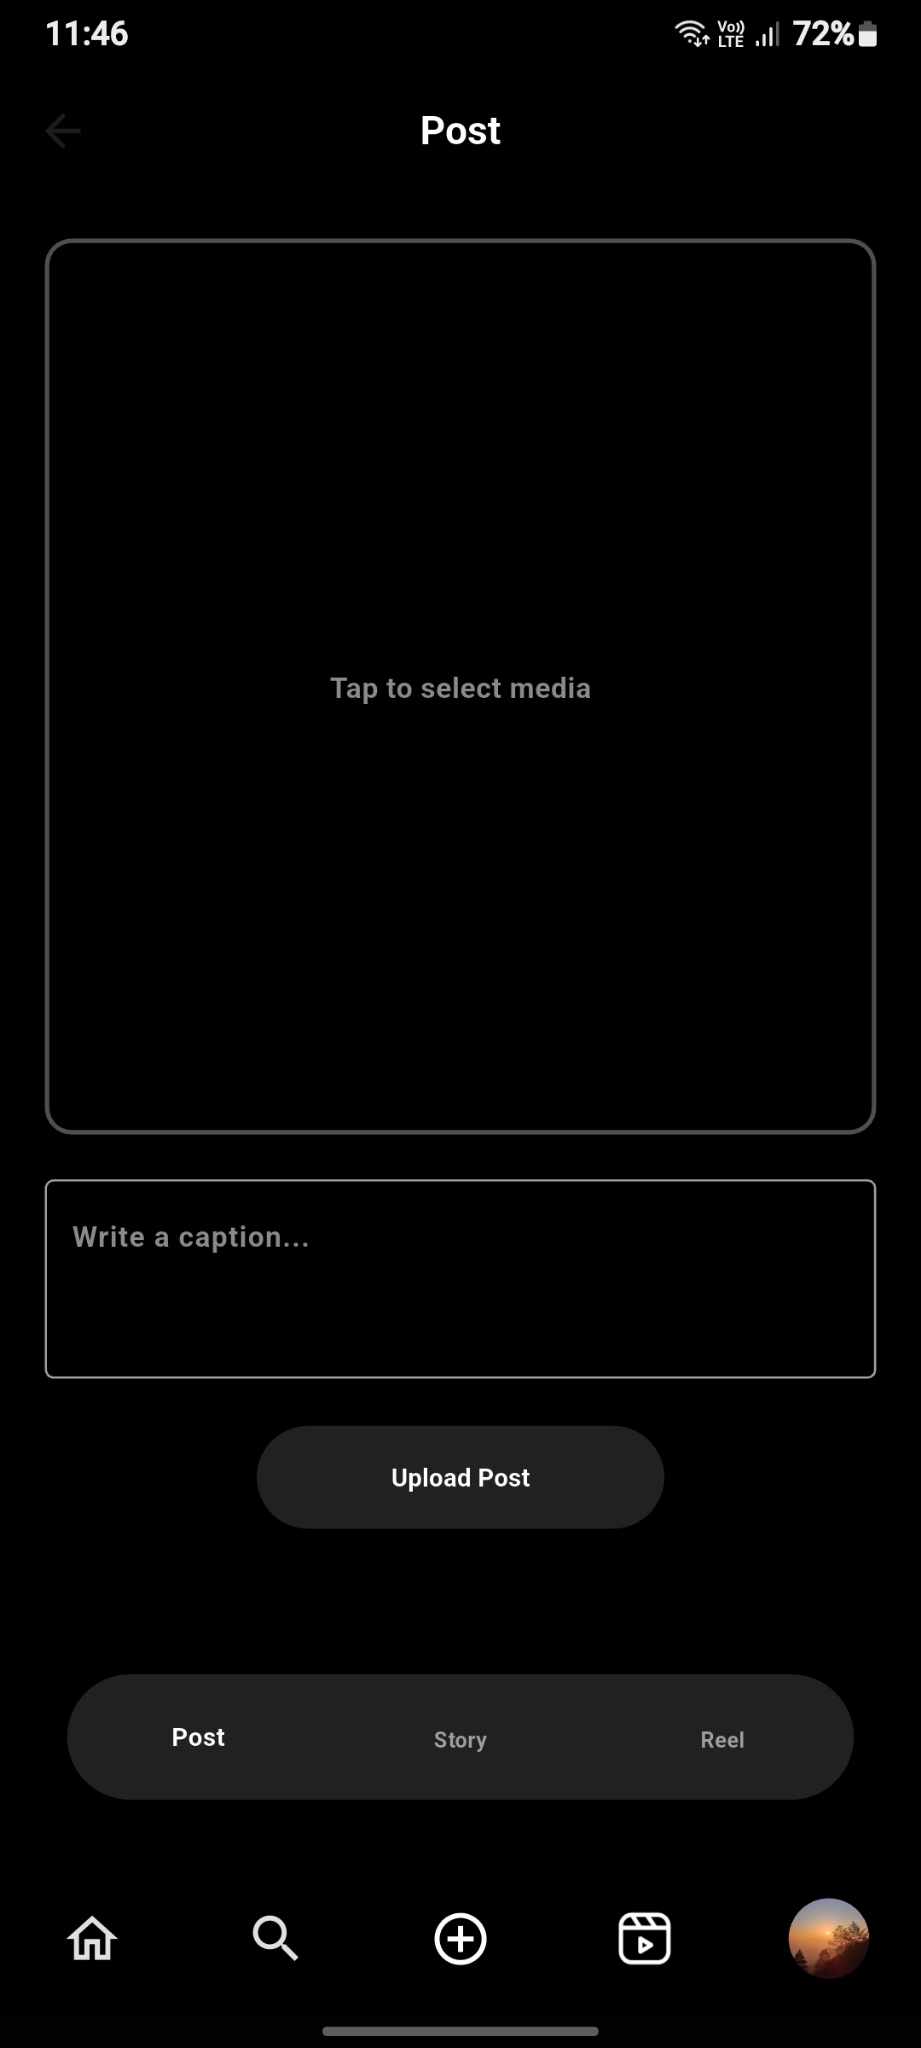 11:46
Vo))
LTE
72%
Post
Tap to select media
Write a caption...
Upload Post
Post
Story
Reel